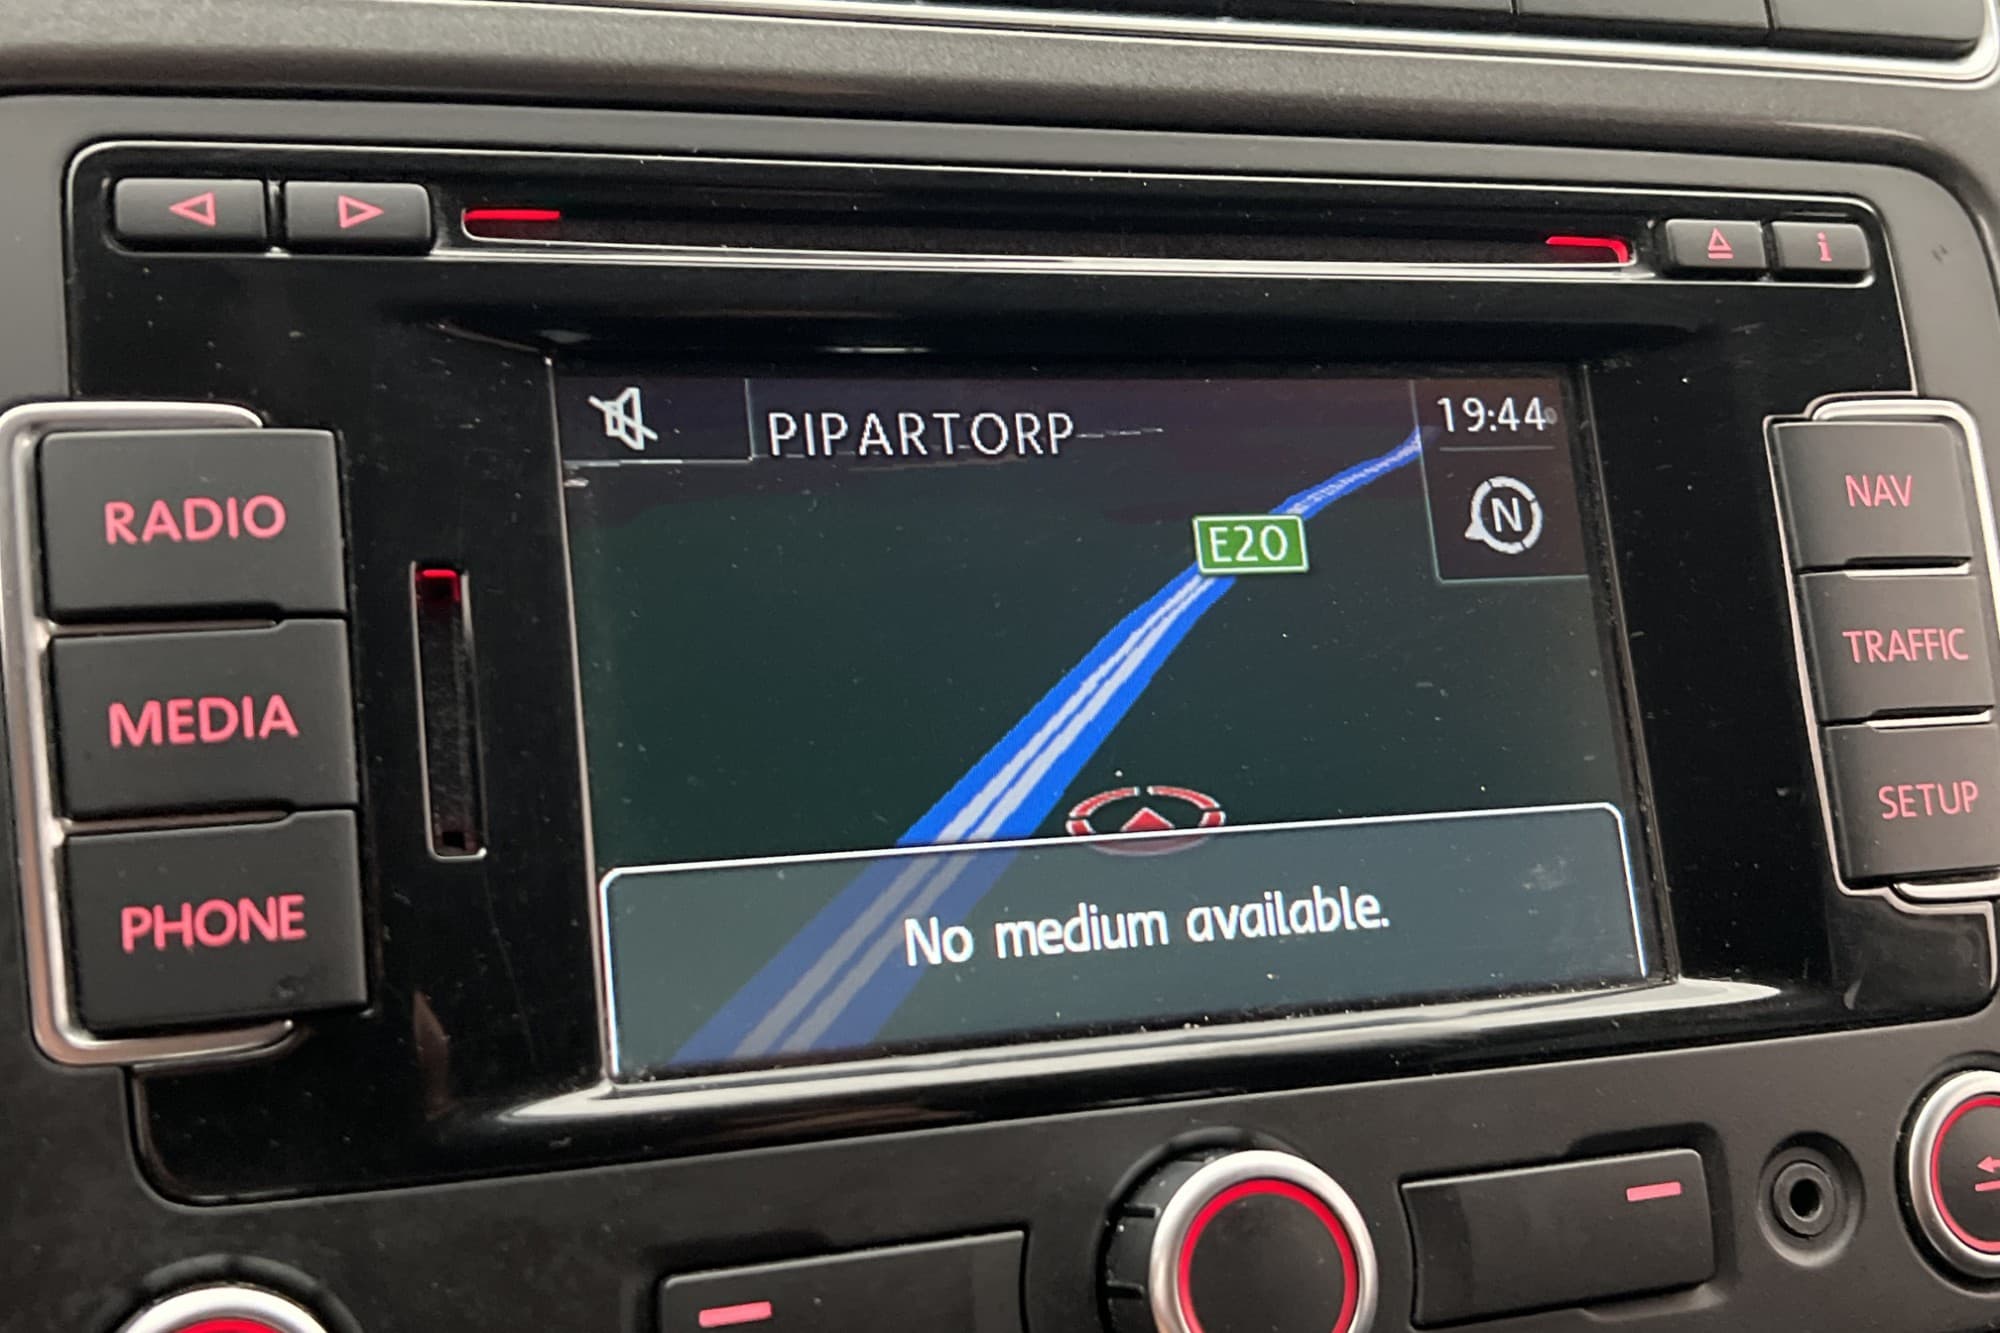 PIPARTORP
19:44
N
E20
No medium available.
RADIO
MEDIA
PHONE
NAV
TRAFFIC
SETUP
i